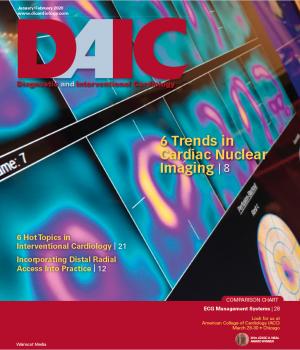 January/February 2020
www.dicardiology.com
DAIC
Diagnostic and Interventional Cardiology
ume: 7
6 Trends in
Cardiac Nuclear
Imaging | 8
6 Hot Topics in
Interventional Cardiology | 21
Incorporating Distal Radial
Access Into Practice | 12
COMPARISON CHART
ECG Management Systems | 28
Look for us at
American College of Cardiology (ACC)
March 28-30 • Chicago
Wainscot Media